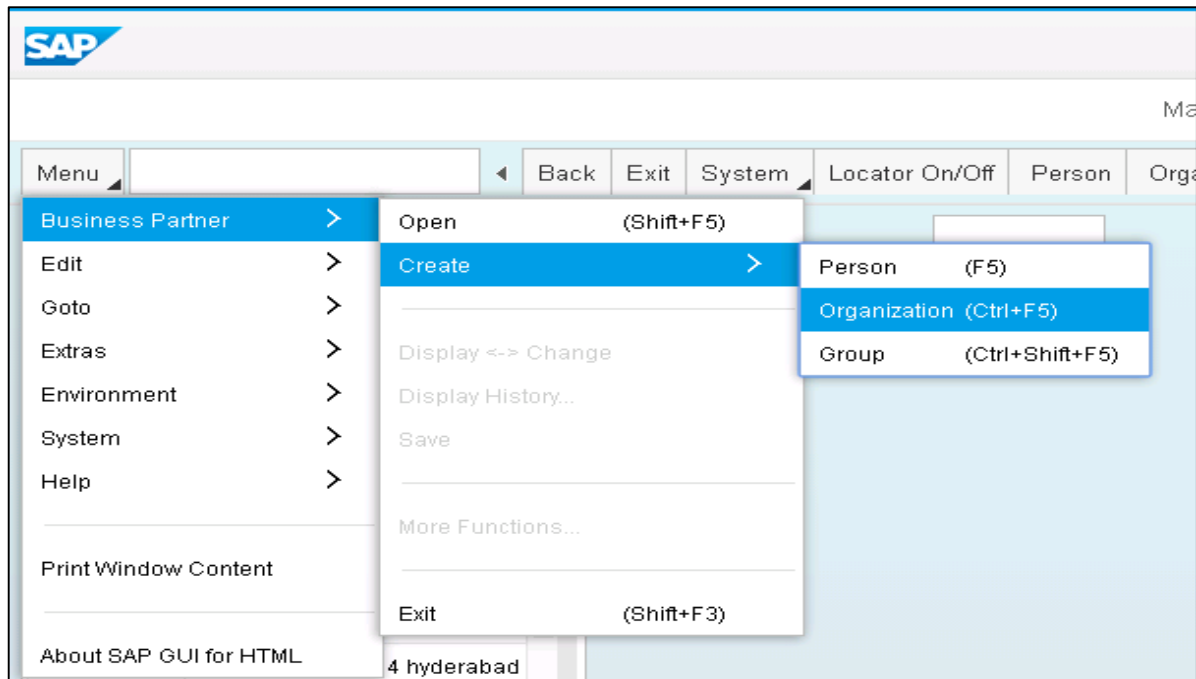 SAP
Ma
Menu Back Exit System Locator On/Off Person Orga
Business Partner >
Edit >
Goto >
Extras >
Environment >
System >
Help >
Print Window Content
About SAP GUI for HTML
Open (Shift+F5)
Create >
Display <-> Change
Display History...
Save
More Functions...
Exit (Shift+F3)
Person (F5)
Organization (Ctrl+F5)
Group (Ctrl+Shift+F5)
4 hyderabad